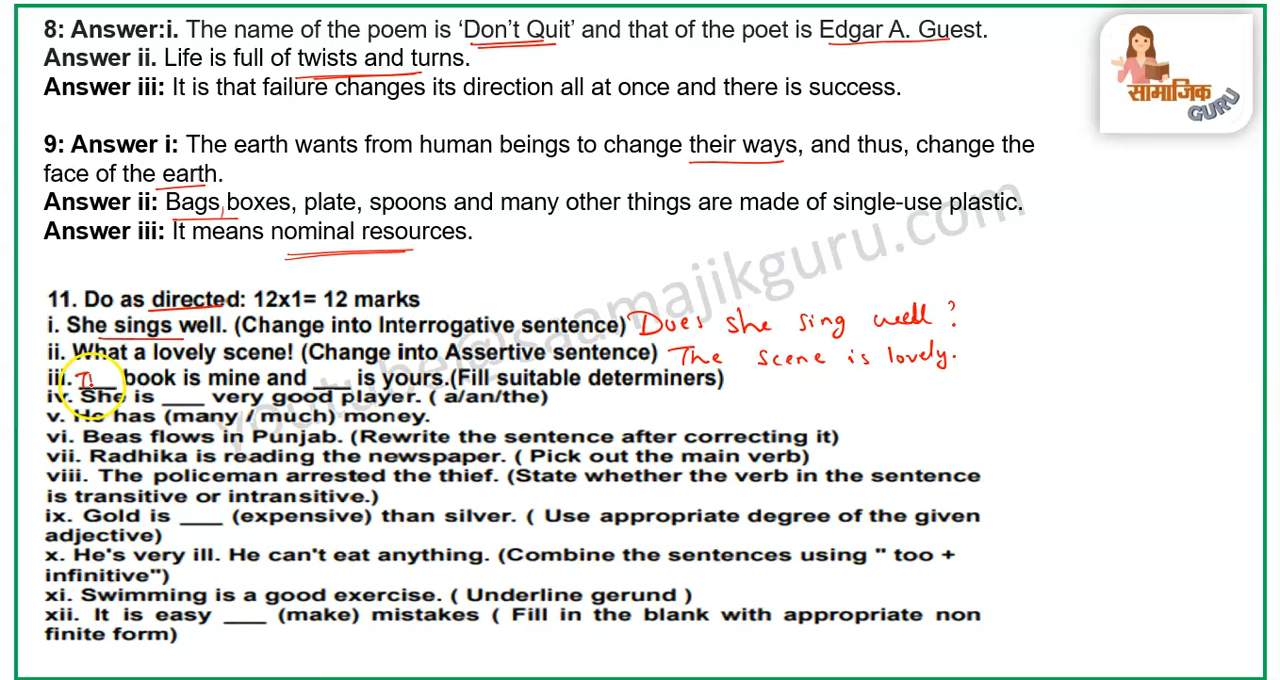 8: Answer:i. The name of the poem is ‘Don’t Quit’ and that of the poet is Edgar A. Guest.
Answer ii. Life is full of twists and turns.
Answer iii: It is that failure changes its direction all at once and there is success.
सामाजिक
GURU
9: Answer i: The earth wants from human beings to change their ways, and thus, change the
face of the earth.
Answer ii: Bags, boxes, plate, spoons and many other things are made of single-use plastic.
Answer iii: It means nominal resources.
youtube@saamajikguru.com
11. Do as directed: 12x1= 12 marks
i. She sings well. (Change into Interrogative sentence) Does she sing well ?
ii. What a lovely scene! (Change into Assertive sentence) The scene is lovely.
iii. ___ book is mine and ___ is yours.(Fill suitable determiners)
iv. She is ___ very good player. ( a/an/the)
v. He has (many / much) money.
vi. Beas flows in Punjab. (Rewrite the sentence after correcting it)
vii. Radhika is reading the newspaper. ( Pick out the main verb)
viii. The policeman arrested the thief. (State whether the verb in the sentence
is transitive or intransitive.)
ix. Gold is ___ (expensive) than silver. ( Use appropriate degree of the given
adjective)
x. He's very ill. He can't eat anything. (Combine the sentences using " too +
infinitive")
xi. Swimming is a good exercise. ( Underline gerund )
xii. It is easy ___ (make) mistakes ( Fill in the blank with appropriate non
finite form)